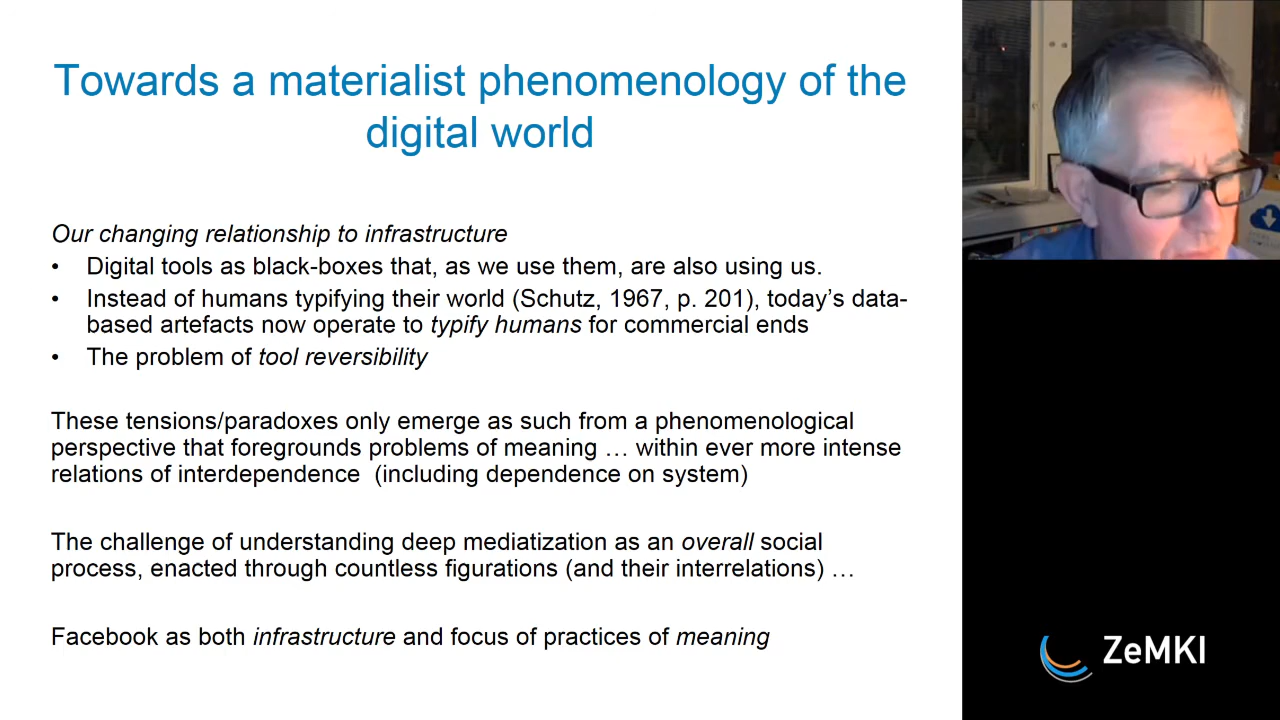 Towards a materialist phenomenology of the
digital world
Our changing relationship to infrastructure
• Digital tools as black-boxes that, as we use them, are also using us.
• Instead of humans typifying their world (Schutz, 1967, p. 201), today’s data-
based artefacts now operate to typify humans for commercial ends
• The problem of tool reversibility
These tensions/paradoxes only emerge as such from a phenomenological
perspective that foregrounds problems of meaning … within ever more intense
relations of interdependence (including dependence on system)
The challenge of understanding deep mediatization as an overall social
process, enacted through countless figurations (and their interrelations) …
Facebook as both infrastructure and focus of practices of meaning
ZeMKI